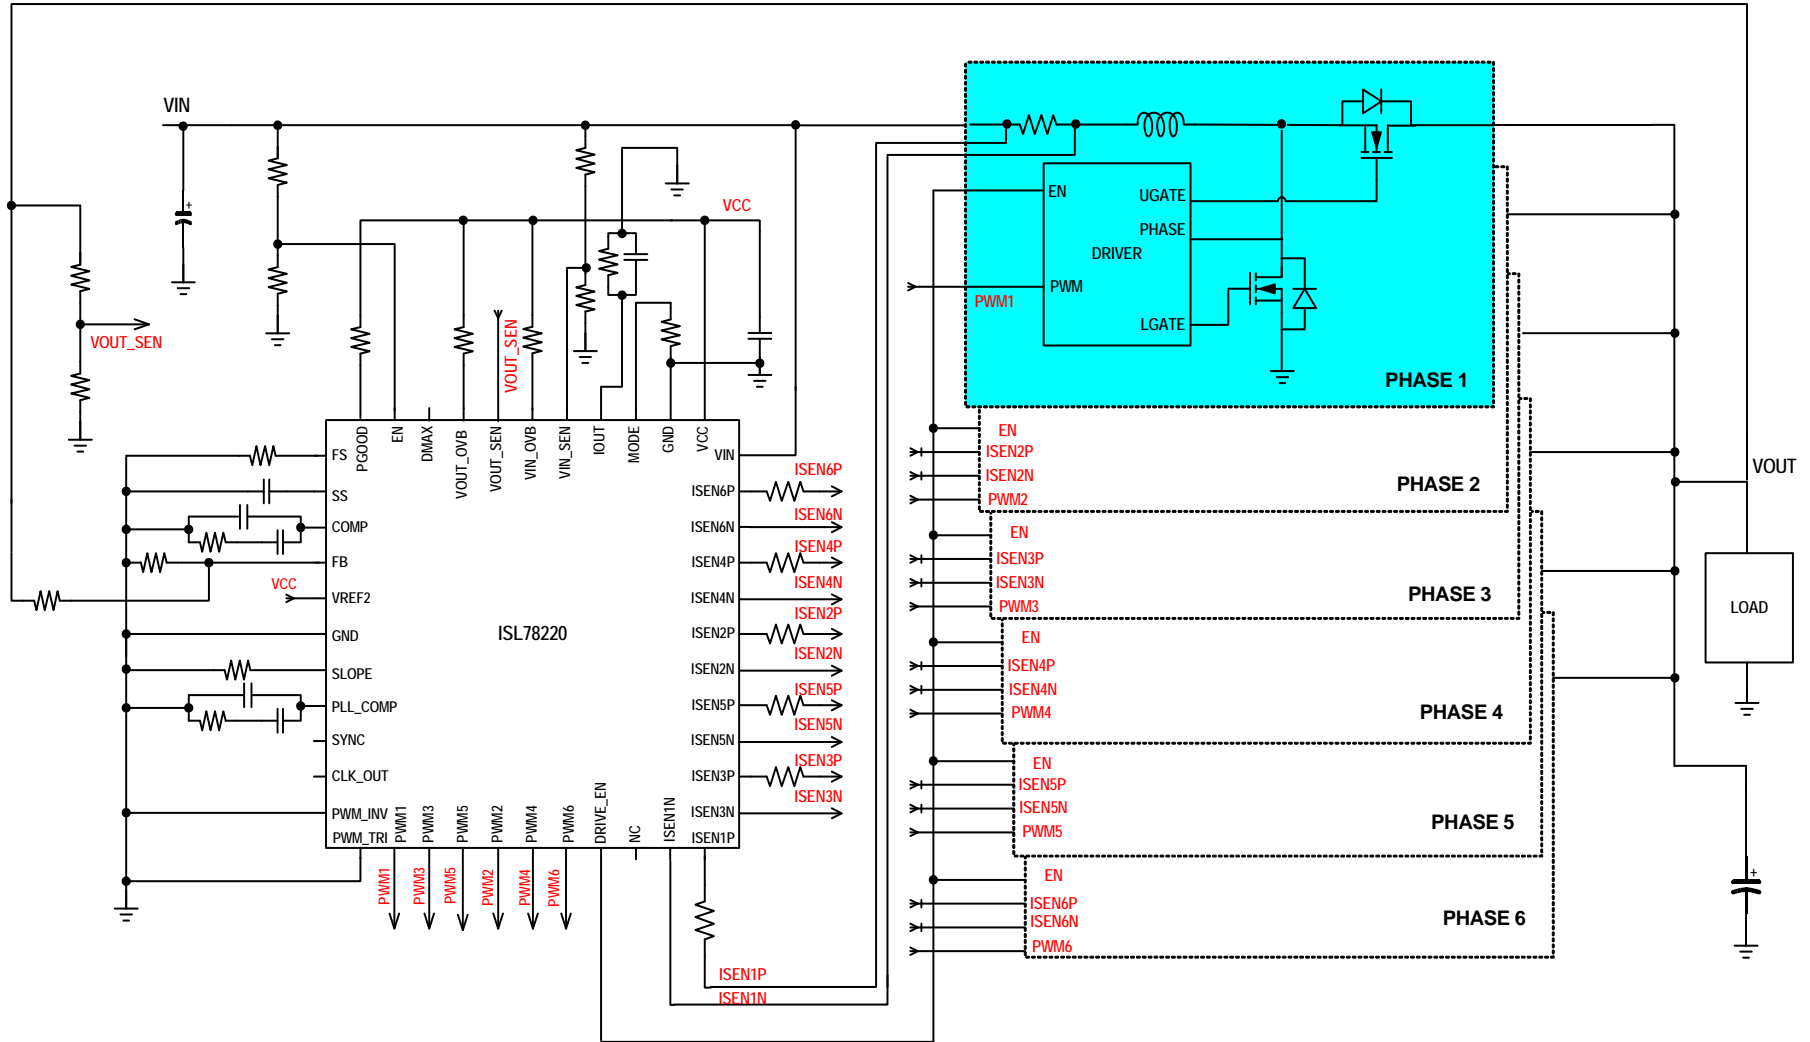 VIN
VCC
VOUT_SEN
VOUT_SEN
PGOOD
EN
DMAX
VOUT_OVB
VOUT_SEN
VIN_OVB
VIN_SEN
IOUT
MODE
GND
VCC
FS
SS
COMP
FB
VCC
VREF2
GND
SLOPE
PLL_COMP
SYNC
CLK_OUT
PWM_INV
PWM_TRI
ISL78220
VIN
ISEN6P
ISEN6N
ISEN4P
ISEN4N
ISEN2P
ISEN2N
ISEN5P
ISEN5N
ISEN3P
ISEN3N
ISEN1P
ISEN6P
ISEN6N
ISEN4P
ISEN4N
ISEN2P
ISEN2N
ISEN5P
ISEN5N
ISEN3P
ISEN3N
PWM1
PWM3
PWM5
PWM2
PWM4
PWM6
DRIVE_EN
NC
ISEN1N
PWM1
PWM3
PWM5
PWM2
PWM4
PWM6
ISEN1P
ISEN1N
EN
UGATE
PHASE
DRIVER
PWM
PWM1
LGATE
PHASE 1
EN
ISEN2P
ISEN2N
PWM2
PHASE 2
EN
ISEN3P
ISEN3N
PWM3
PHASE 3
EN
ISEN4P
ISEN4N
PWM4
PHASE 4
EN
ISEN5P
ISEN5N
PWM5
PHASE 5
EN
ISEN6P
ISEN6N
PWM6
PHASE 6
VOUT
LOAD
+
+